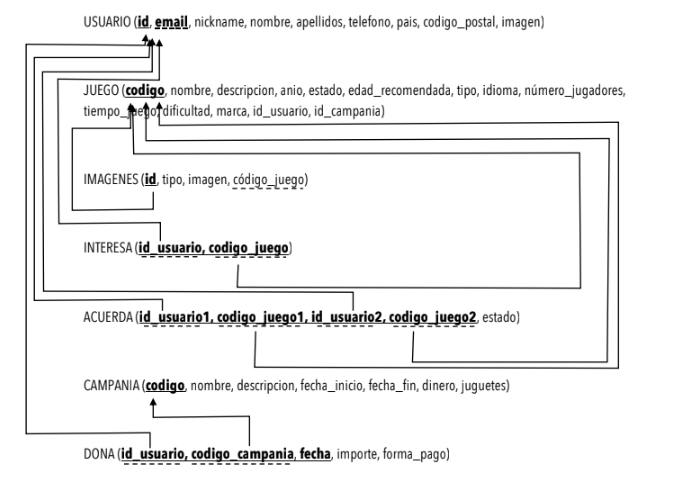 USUARIO (id, email, nickname, nombre, apellidos, telefono, pais, codigo_postal, imagen)
JUEGO (codigo, nombre, descripcion, anio, estado, edad_recomendada, tipo, idioma, número_jugadores,
tiempo_juego, dificultad, marca, id_usuario, id_campania)
IMAGENES (id, tipo, imagen, código_juego)
INTERESA (id_usuario, codigo_juego)
ACUERDA (id_usuario1, codigo_juego1, id_usuario2, codigo_juego2, estado)
CAMPANIA (codigo, nombre, descripcion, fecha_inicio, fecha_fin, dinero, juguetes)
DONA (id_usuario, codigo_campania, fecha, importe, forma_pago)